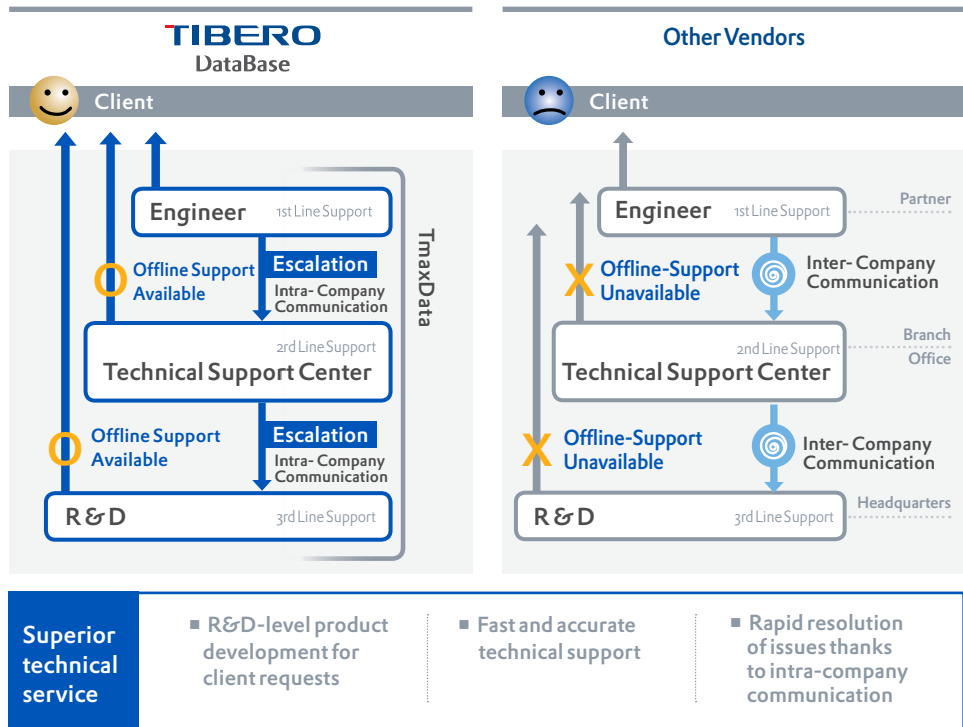 TIBERO
DataBase
Client
Engineer 1st Line Support
Offline Support
Available
Escalation
Intra- Company
Communication
2rd Line Support
Technical Support Center
Offline Support
Available
Escalation
Intra- Company
Communication
R & D 3rd Line Support
TmaxData
Other Vendors
Client
Engineer 1st Line Support
Partner
X Offline-Support
Unavailable
Inter- Company
Communication
2nd Line Support
Technical Support Center
Branch
Office
X Offline-Support
Unavailable
Inter- Company
Communication
R & D 3rd Line Support
Headquarters
Superior
technical
service
R&D-level product
development for
client requests
Fast and accurate
technical support
Rapid resolution
of issues thanks
to intra-company
communication